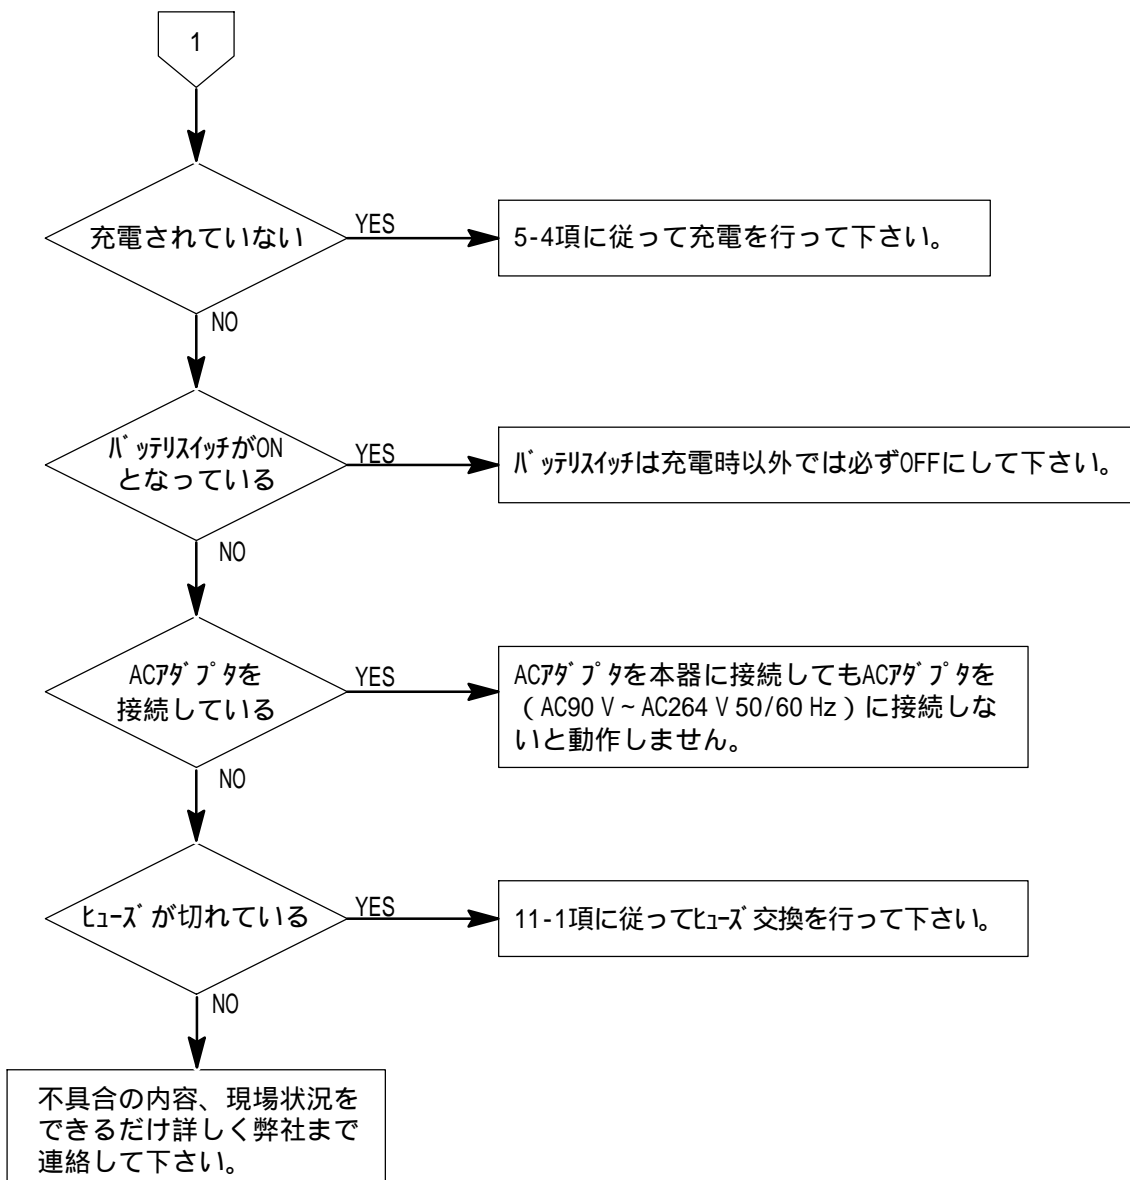 1
充電されていない
YES
5-4項に従って充電を行って下さい。
NO
ﾊﾞｯﾃﾘｽｲｯﾁがON
となっている
YES
ﾊﾞｯﾃﾘｽｲｯﾁは充電時以外では必ずOFFにして下さい。
NO
ACｱﾀﾞﾌﾟﾀを
接続している
YES
ACｱﾀﾞﾌﾟﾀを本器に接続してもACｱﾀﾞﾌﾟﾀを
（AC90 V ~ AC264 V 50/60 Hz）に接続しな
いと動作しません。
NO
ﾋｭｰｽﾞが切れている
YES
11-1項に従ってﾋｭｰｽﾞ交換を行って下さい。
NO
不具合の内容、現場状況を
できるだけ詳しく弊社まで
連絡して下さい。